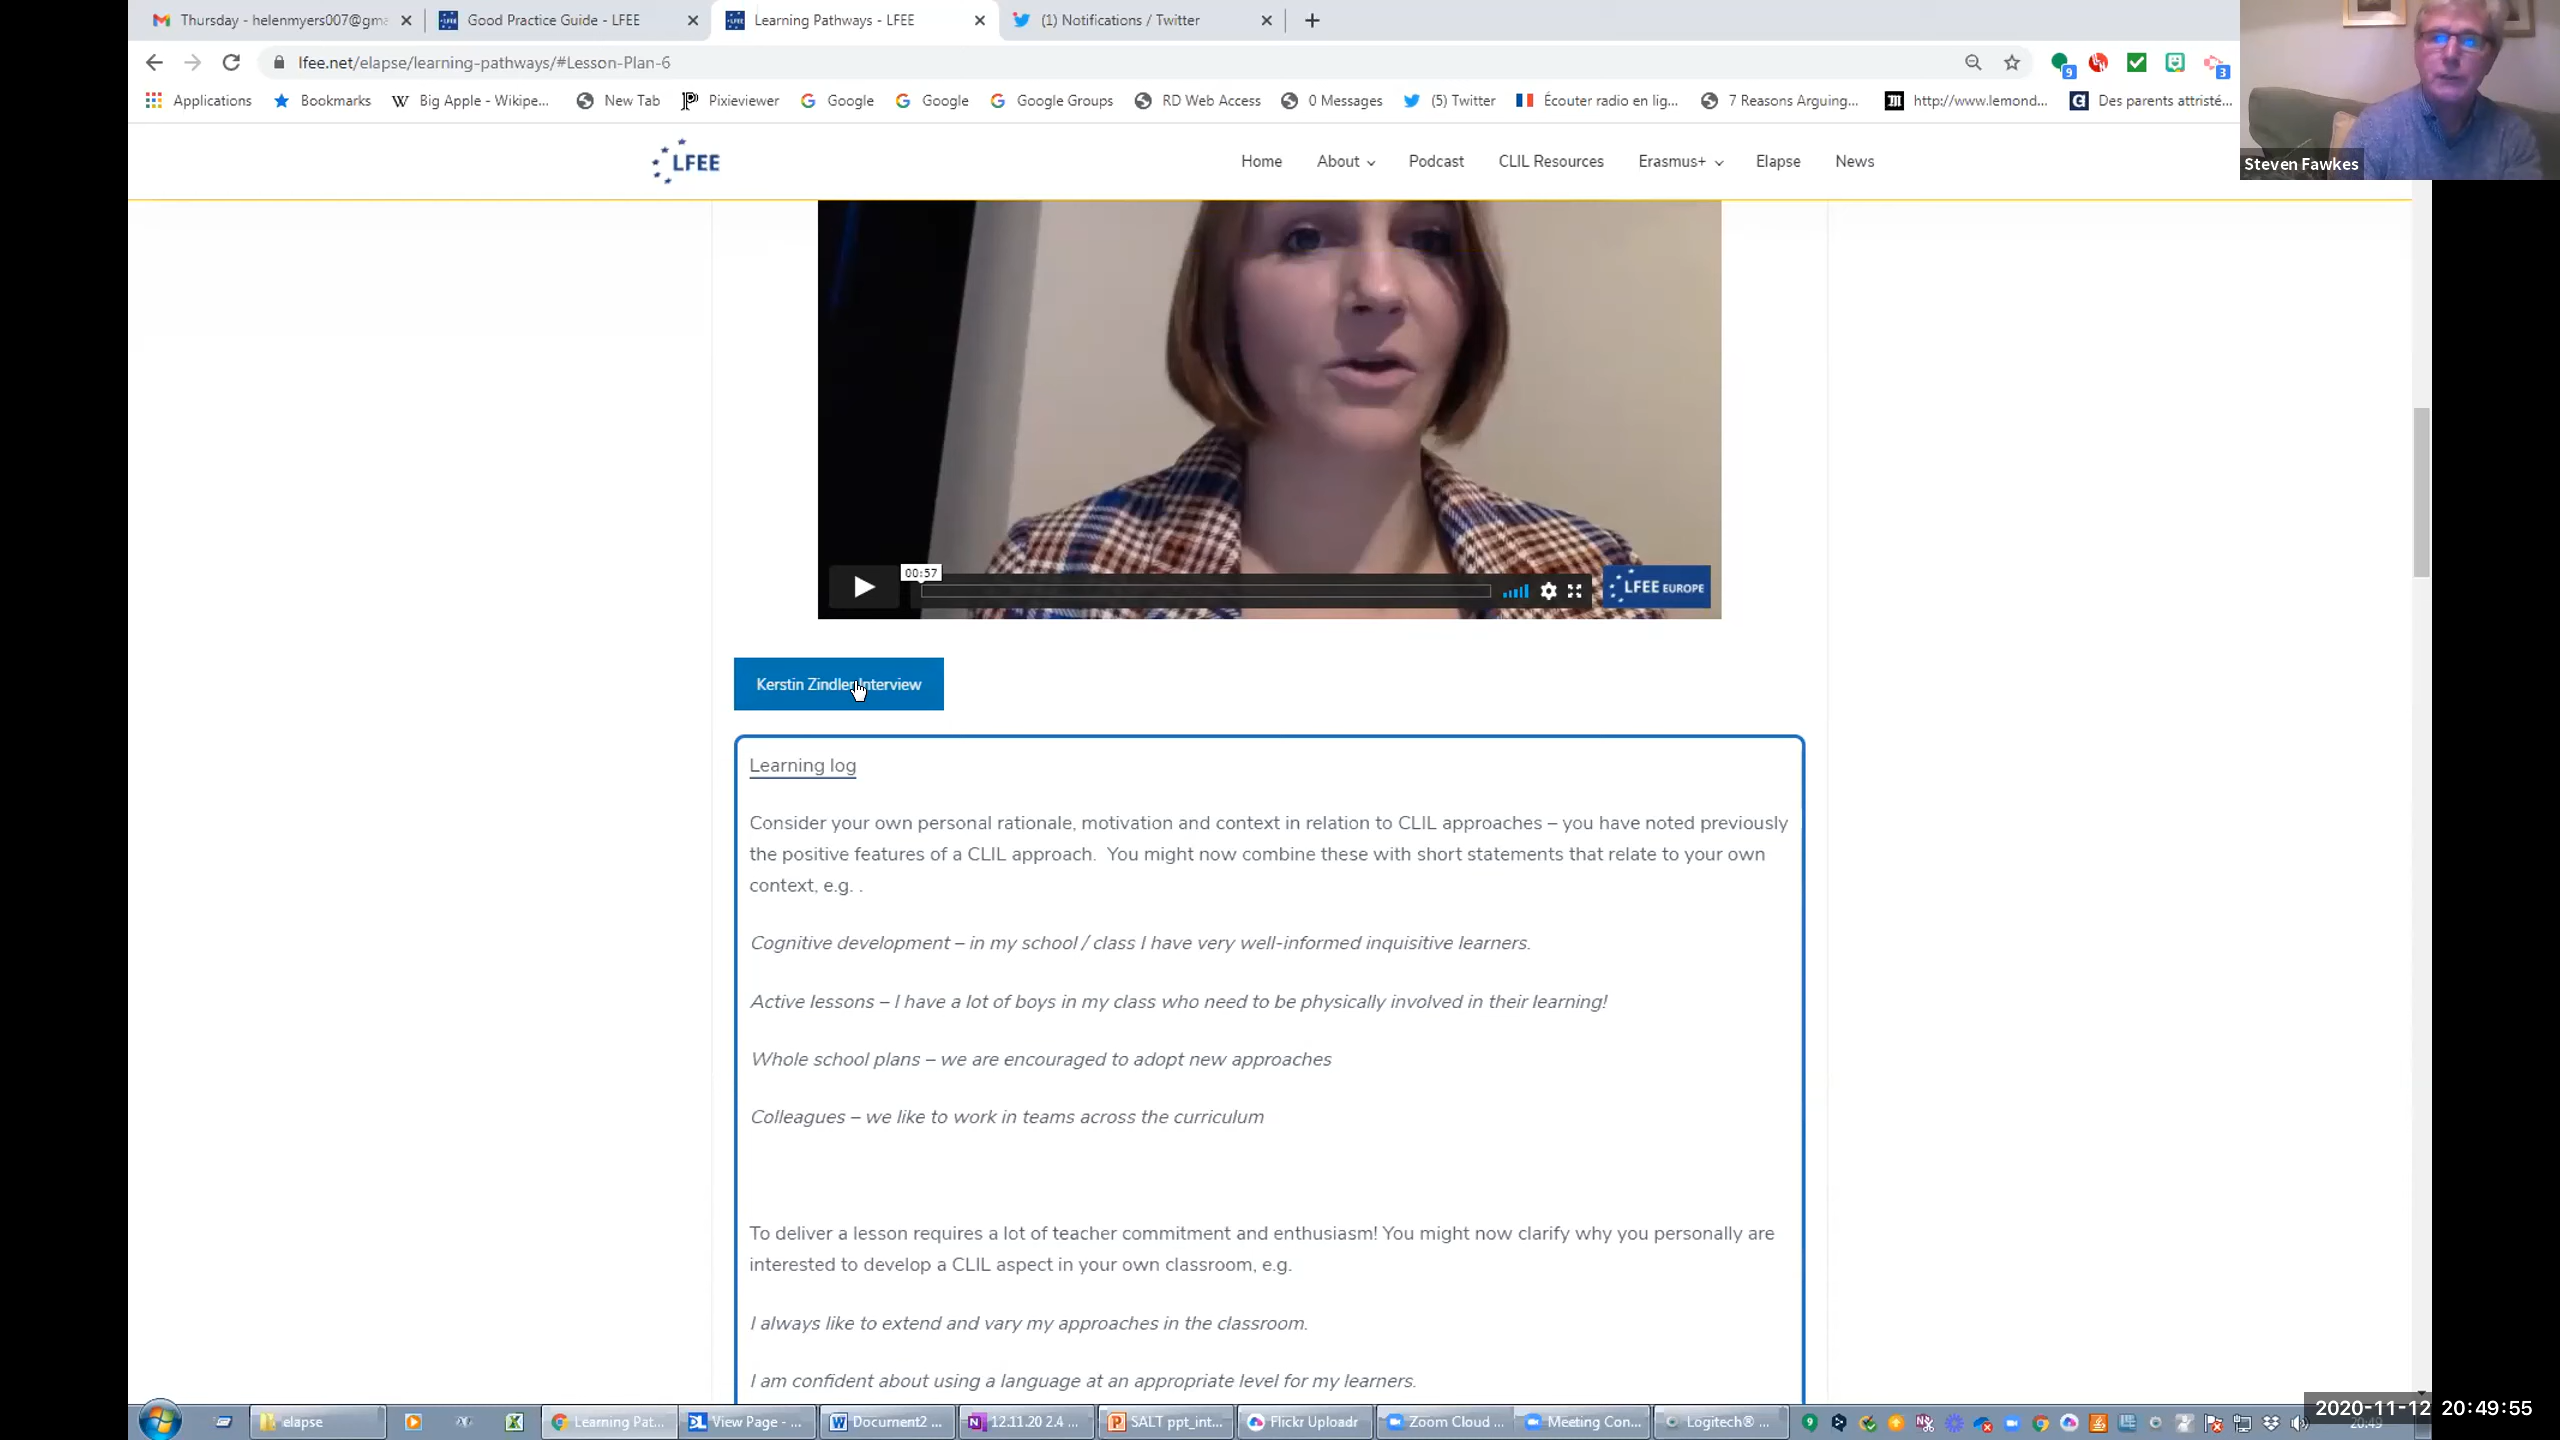 Thursday - helenmyers007@gma
Good Practice Guide - LFEE
Learning Pathways - LFEE
(1) Notifications / Twitter
lfee.net/elapse/learning-pathways/#Lesson-Plan-6
9
3
Applications
Bookmarks
Big Apple - Wikipe...
New Tab
Pixieviewer
Google
Google
Google Groups
RD Web Access
0 Messages
(5) Twitter
Écouter radio en lig...
7 Reasons Arguing...
http://www.lemond...
Des parents attristé...
Steven Fawkes
LFEE
Home
About
Podcast
CLIL Resources
Erasmus+
Elapse
News
00:57
LFEE EUROPE
Kerstin Zindler Interview
Learning log
Consider your own personal rationale, motivation and context in relation to CLIL approaches – you have noted previously
the positive features of a CLIL approach.  You might now combine these with short statements that relate to your own
context, e.g. .
Cognitive development – in my school / class I have very well-informed inquisitive learners.
Active lessons – I have a lot of boys in my class who need to be physically involved in their learning!
Whole school plans – we are encouraged to adopt new approaches
Colleagues – we like to work in teams across the curriculum
To deliver a lesson requires a lot of teacher commitment and enthusiasm! You might now clarify why you personally are
interested to develop a CLIL aspect in your own classroom, e.g.
I always like to extend and vary my approaches in the classroom.
I am confident about using a language at an appropriate level for my learners.
elapse
Learning Pat...
View Page - ...
Document2 ...
12.11.20 2.4 ...
SALT ppt_int...
Flickr Uploadr
Zoom Cloud ...
Meeting Con...
Logitech® ...
20:49
2020-11-12 20:49:55